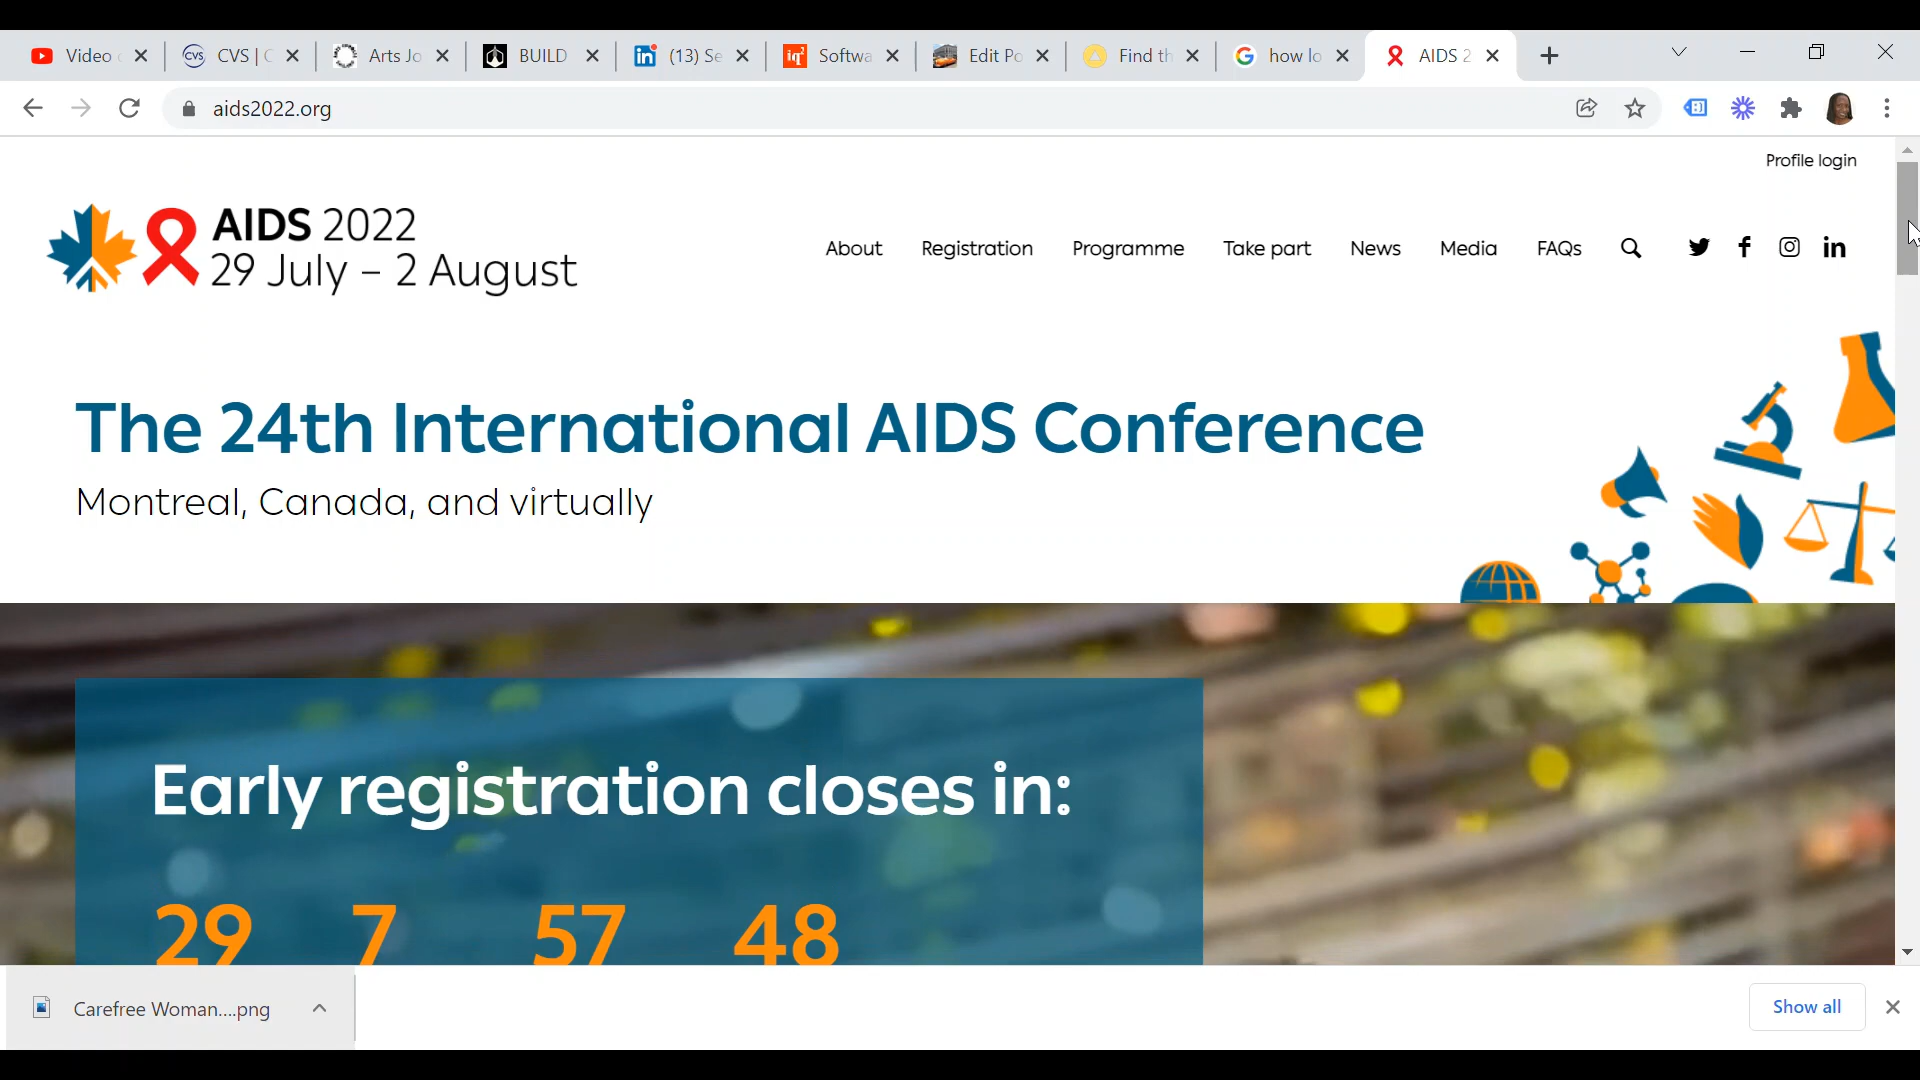 Video
CVS | C
Arts Jo
BUILD
(13) Se
Softwa
Edit Po
Find th
how lo
AIDS 2
aids2022.org
Profile login
AIDS 2022
29 July – 2 August
About
Registration
Programme
Take part
News
Media
FAQs
The 24th International AIDS Conference
Montreal, Canada, and virtually
Early registration closes in:
29 7 57 48
Carefree Woman....png
Show all